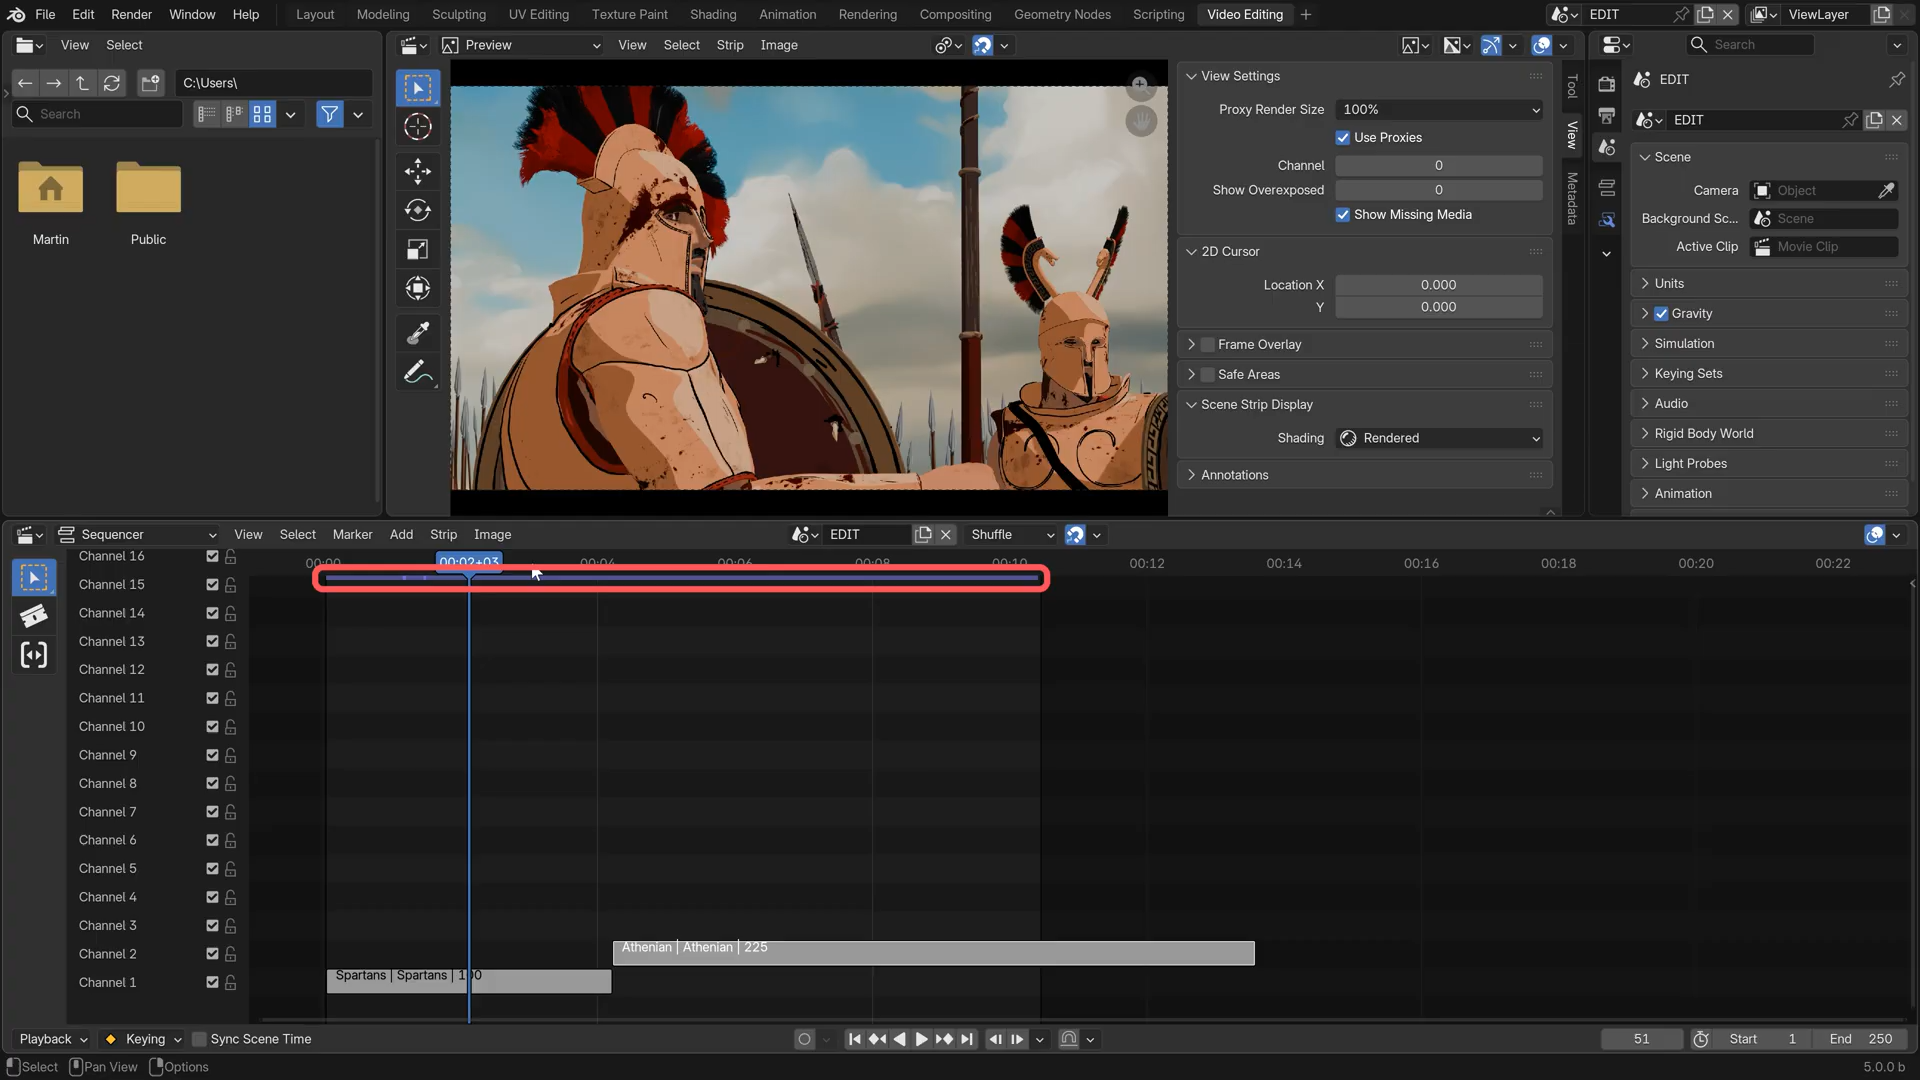 File Edit Render Window Help Layout Modeling Sculpting UV Editing Texture Paint Shading Animation Rendering Compositing Geometry Nodes Scripting Video Editing EDIT ViewLayer
View Select
Preview View Select Strip Image
Search
C:\Users\
Search
Martin Public
View Settings
Proxy Render Size 100%
Use Proxies
Channel 0
Show Overexposed 0
Show Missing Media
2D Cursor
Location X 0.000
Y 0.000
Frame Overlay
Safe Areas
Scene Strip Display
Shading Rendered
Annotations
Tool
View
Metadata
EDIT
EDIT
Scene
Camera Object
Background Sc... Scene
Active Clip Movie Clip
Units
Gravity
Simulation
Keying Sets
Audio
Rigid Body World
Light Probes
Animation
Sequencer View Select Marker Add Strip Image EDIT Shuffle
00:00 00:02+03 00:04 00:06 00:08 00:10 00:12 00:14 00:16 00:18 00:20 00:22
Channel 16
Channel 15
Channel 14
Channel 13
Channel 12
Channel 11
Channel 10
Channel 9
Channel 8
Channel 7
Channel 6
Channel 5
Channel 4
Channel 3
Channel 2
Athenian | Athenian | 225
Channel 1
Spartans | Spartans |
Playback Keying Sync Scene Time 51 Start 1 End 250
Select Pan View Options 5.0.0 b